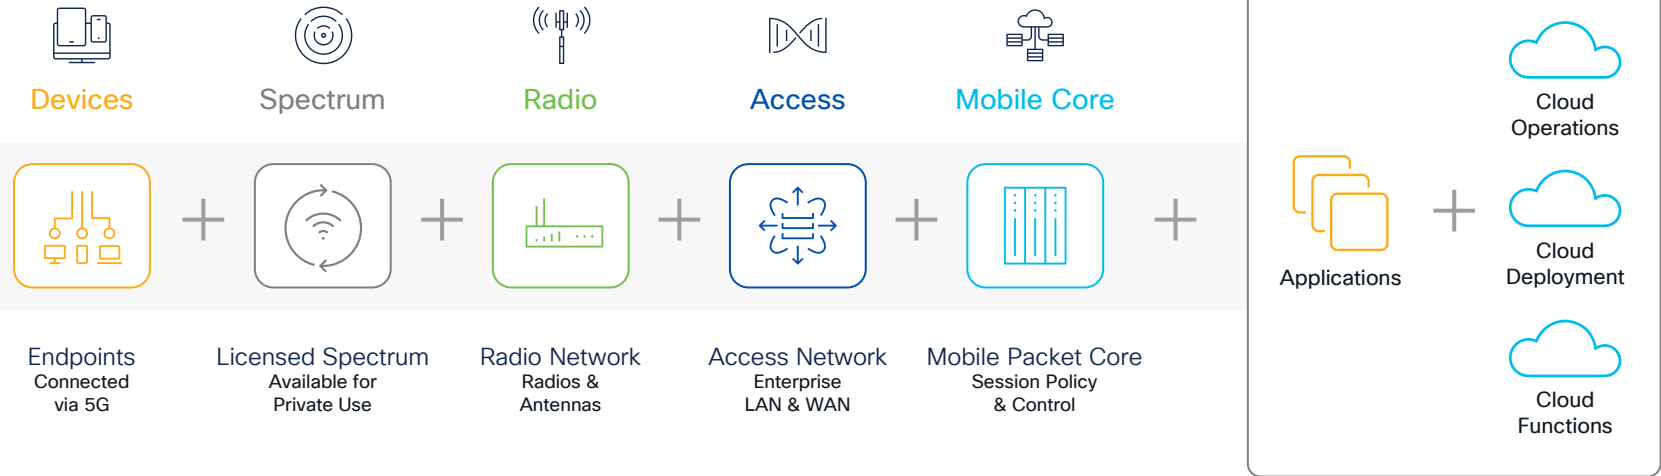 Devices
Spectrum
Radio
Access
Mobile Core
Endpoints
Connected
via 5G
Licensed Spectrum
Available for
Private Use
Radio Network
Radios &
Antennas
Access Network
Enterprise
LAN & WAN
Mobile Packet Core
Session Policy
& Control
Applications
Cloud
Operations
Cloud
Deployment
Cloud
Functions